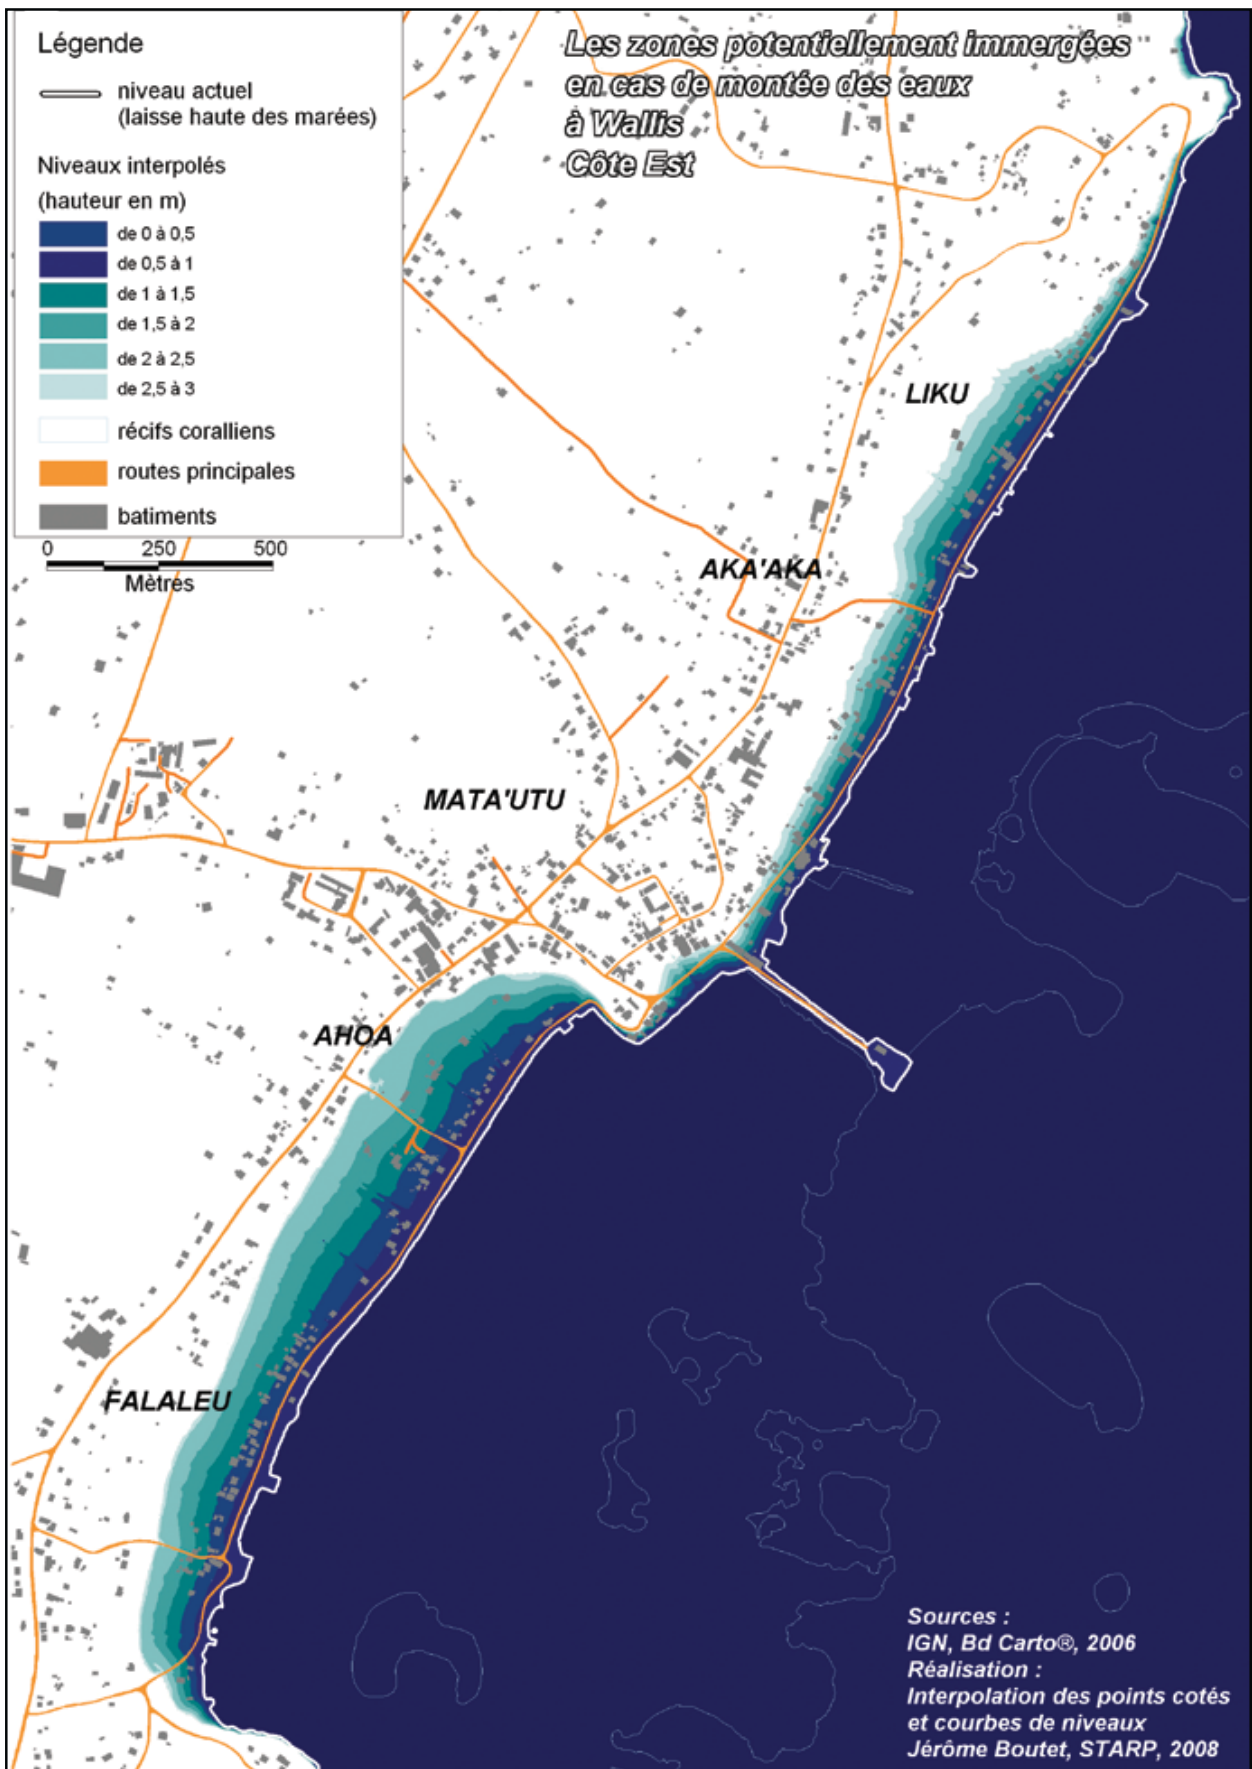 Légende
niveau actuel
(laisse haute des marées)
Niveaux interpolés
(hauteur en m)
de 0 à 0,5
de 0,5 à 1
de 1 à 1,5
de 1,5 à 2
de 2 à 2,5
de 2,5 à 3
récifs coralliens
routes principales
batiments
0 250 500
Mètres
Les zones potentiellement immergées
en cas de montée des eaux
à Wallis
Côte Est
LIKU
AKA'AKA
MATA'UTU
AHOA
FALALEU
Sources :
IGN, Bd Carto®, 2006
Réalisation :
Interpolation des points cotés
et courbes de niveaux
Jérôme Boutet, STARP, 2008